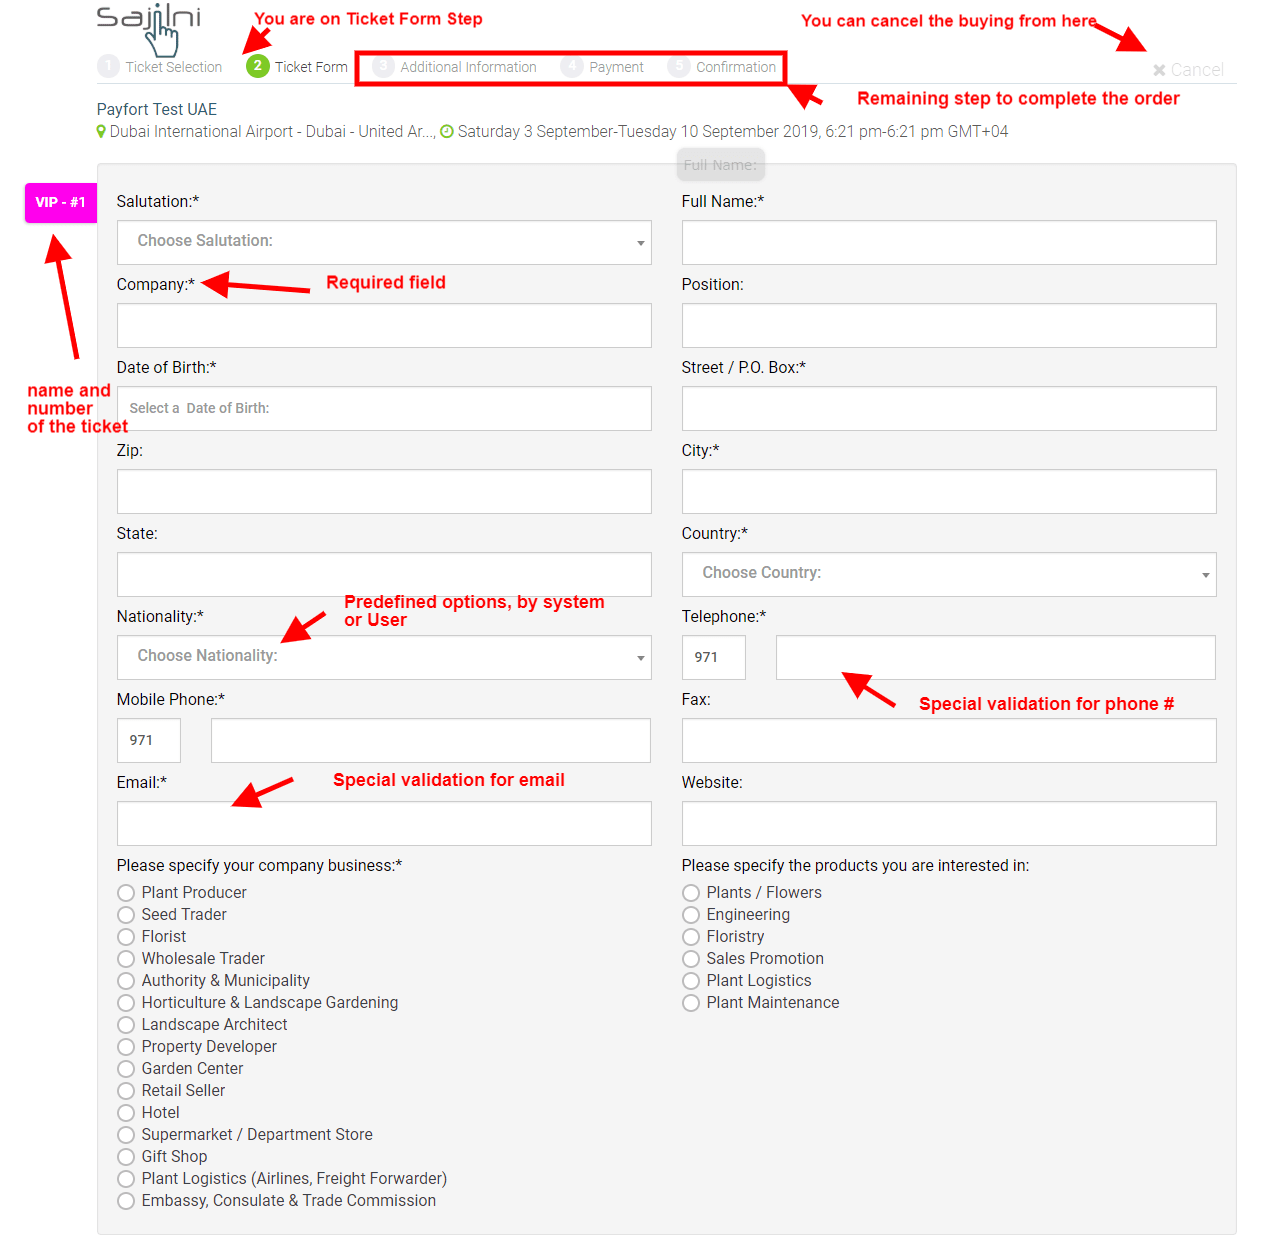 Sajilni
You are on Ticket Form Step
You can cancel the buying from here
1 Ticket Selection 2 Ticket Form 3 Additional Information 4 Payment 5 Confirmation
✖ Cancel
Remaining step to complete the order
Payfort Test UAE
Dubai International Airport - Dubai - United Ar..., Saturday 3 September-Tuesday 10 September 2019, 6:21 pm-6:21 pm GMT+04
Full Name:
VIP - #1
Salutation:* Full Name:*
Choose Salutation:
Company:* Required field Position:
Date of Birth:* Street / P.O. Box:*
name and
number
of the ticket
Select a Date of Birth:
Zip: City:*
State: Country:*
Choose Country:
Predefined options, by system
or User
Nationality:* Telephone:*
Choose Nationality: 971
Mobile Phone:* Fax:
Special validation for phone #
971
Email:* Special validation for email Website:
Please specify your company business:* Please specify the products you are interested in:
Plant Producer Plants / Flowers
Seed Trader Engineering
Florist Floristry
Wholesale Trader Sales Promotion
Authority & Municipality Plant Logistics
Horticulture & Landscape Gardening Plant Maintenance
Landscape Architect
Property Developer
Garden Center
Retail Seller
Hotel
Supermarket / Department Store
Gift Shop
Plant Logistics (Airlines, Freight Forwarder)
Embassy, Consulate & Trade Commission